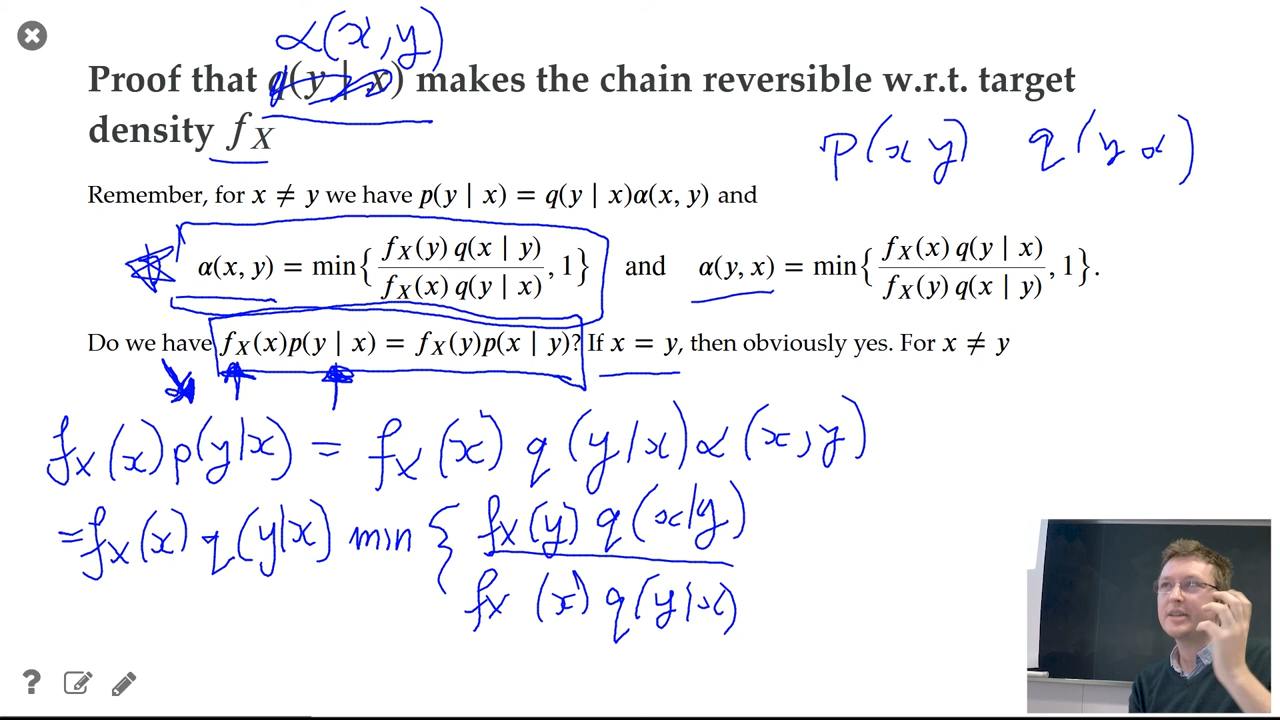 α(x,y)
Proof that q(y | x) makes the chain reversible w.r.t. target
density f_X
p(x y) q(y x)
Remember, for x ≠ y we have p(y | x) = q(y | x)α(x, y) and
α(x, y) = min{ f_X(y) q(x | y) / f_X(x) q(y | x) , 1} and α(y, x) = min{ f_X(x) q(y | x) / f_X(y) q(x | y) , 1}.
Do we have f_X(x)p(y | x) = f_X(y)p(x | y)? If x = y, then obviously yes. For x ≠ y
f_X(x) p(y|x) = f_X(x) q(y|x) α(x,y)
= f_X(x) q(y|x) min { f_X(y) q(x|y) / f_X(x) q(y|x)
?